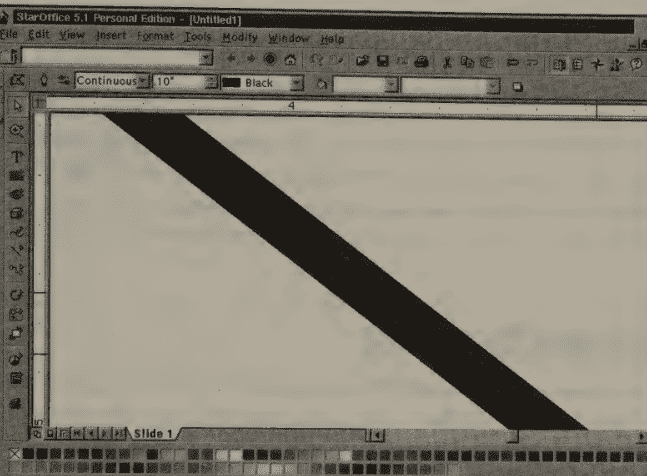 StarOffice 5.1 Personal Edition - [Untitled1]
File Edit View Insert Format Tools Modify Window Help
Continuous 10" Black
4
T
5
Slide 1